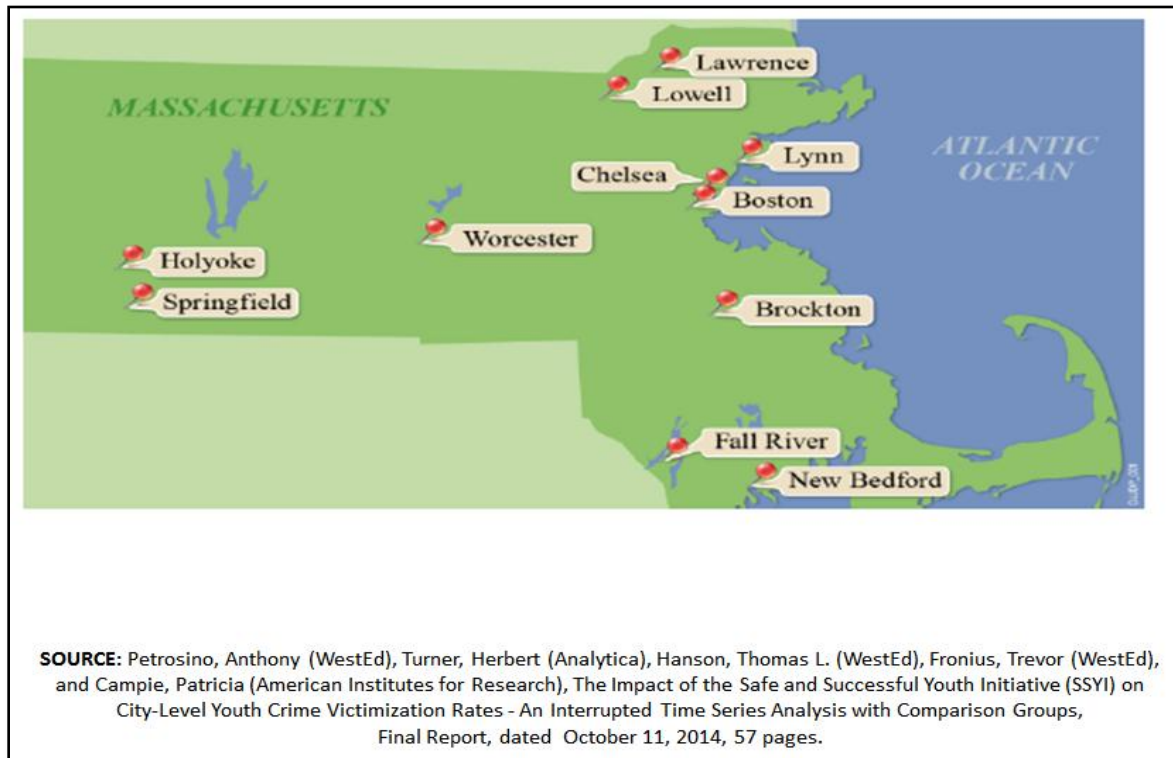 Lawrence
Lowell
MASSACHUSETTS
ATLANTIC
OCEAN
Lynn
Chelsea
Boston
Worcester
Holyoke
Springfield
Brockton
Fall River
New Bedford
SOURCE: Petrosino, Anthony (WestEd), Turner, Herbert (Analytica), Hanson, Thomas L. (WestEd), Fronius, Trevor (WestEd),
and Campie, Patricia (American Institutes for Research), The Impact of the Safe and Successful Youth Initiative (SSYI) on
City-Level Youth Crime Victimization Rates - An Interrupted Time Series Analysis with Comparison Groups,
Final Report, dated October 11, 2014, 57 pages.